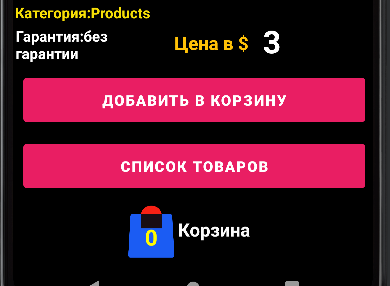 Категория:Products
Гарантия:без
гарантии
Цена в $ 3
ДОБАВИТЬ В КОРЗИНУ
СПИСОК ТОВАРОВ
0 Корзина